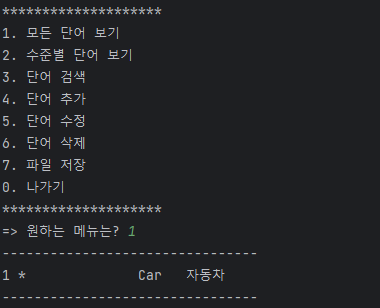 ********************
1. 모든 단어 보기
2. 수준별 단어 보기
3. 단어 검색
4. 단어 추가
5. 단어 수정
6. 단어 삭제
7. 파일 저장
0. 나가기
********************
=> 원하는 메뉴는? 1
--------------------------------
1 *              Car   자동차
--------------------------------